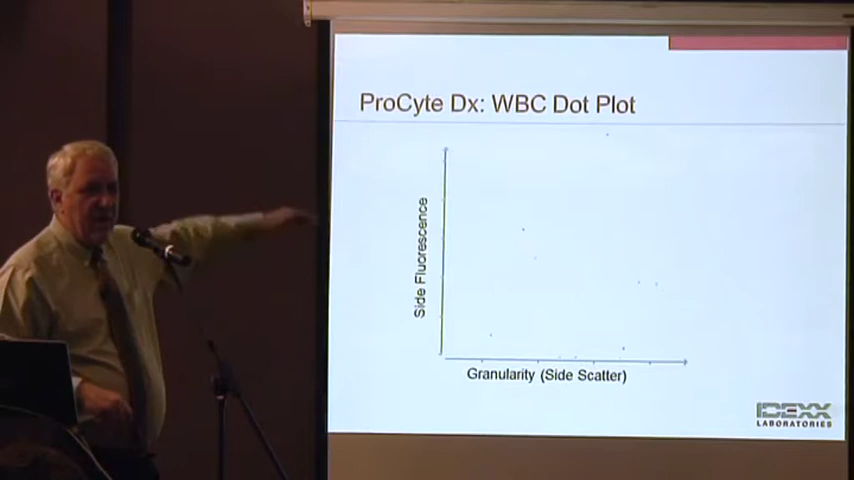 ProCyte Dx: WBC Dot Plot
Side Fluorescence
Granularity (Side Scatter)
IDEXX
LABORATORIES